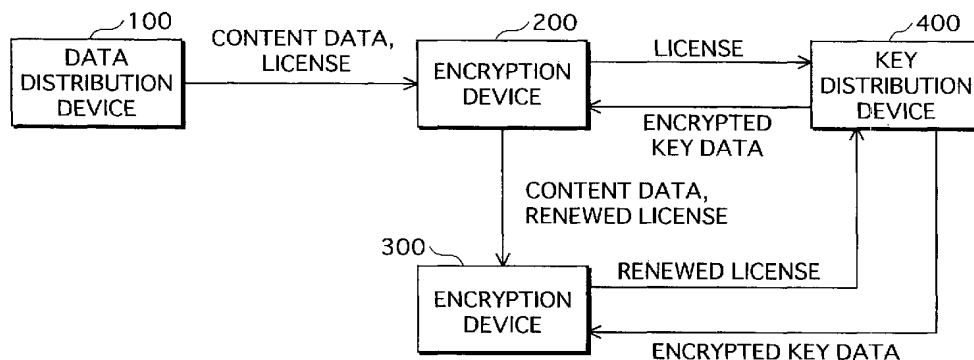 100
DATA
DISTRIBUTION
DEVICE
CONTENT DATA,
LICENSE
200
ENCRYPTION
DEVICE
LICENSE
ENCRYPTED
KEY DATA
400
KEY
DISTRIBUTION
DEVICE
CONTENT DATA,
RENEWED LICENSE
300
ENCRYPTION
DEVICE
RENEWED LICENSE
ENCRYPTED KEY DATA